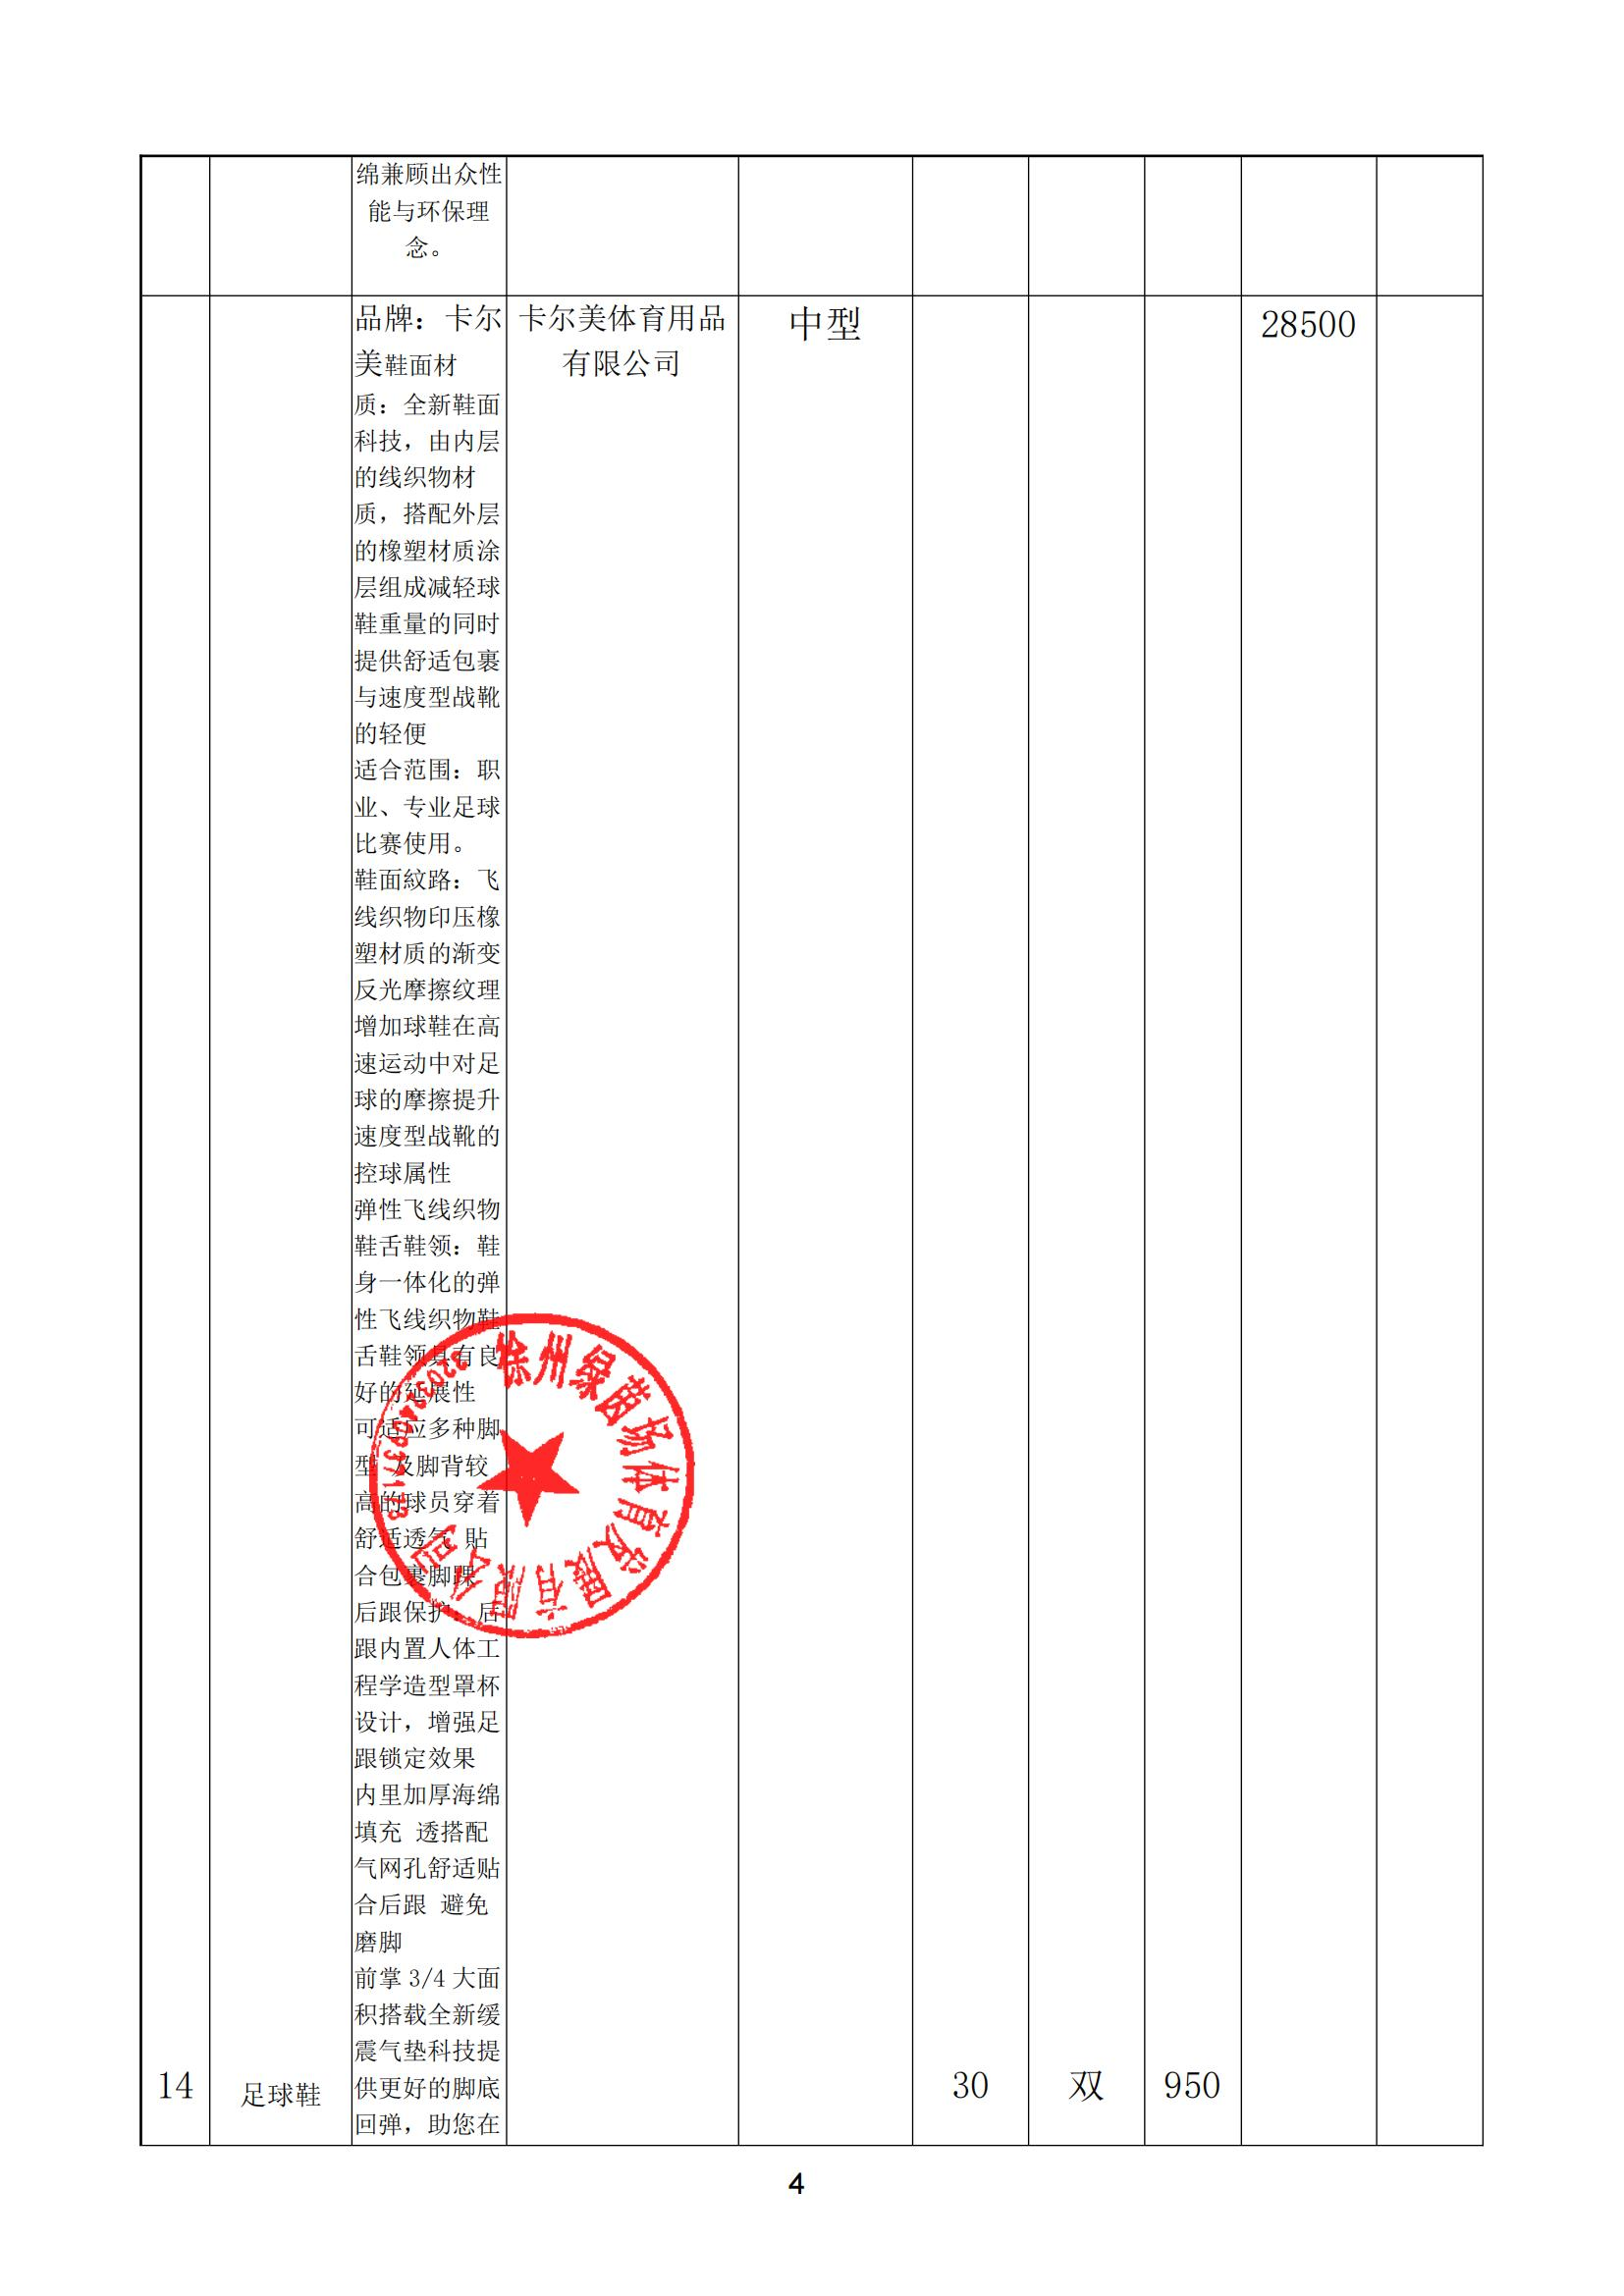 绵兼顾出众性
能与环保理
念。
品牌：卡尔
美鞋面材
质：全新鞋面
科技，由内层
的线织物材
质，搭配外层
的橡塑材质涂
层组成减轻球
鞋重量的同时
提供舒适包裹
与速度型战靴
的轻便
适合范围：职
业、专业足球
比赛使用。
鞋面紋路：飞
线织物印压橡
塑材质的渐变
反光摩擦纹理
增加球鞋在高
速运动中对足
球的摩擦提升
速度型战靴的
控球属性
弹性飞线织物
鞋舌鞋领：鞋
身一体化的弹
性飞线织物鞋
舌鞋领具有良
好的延展性
可适应多种脚
型 及脚背较
高的球员穿着
舒适透气 貼
合包裹脚踝
后跟保护：后
跟内置人体工
程学造型罩杯
设计，增强足
跟锁定效果
内里加厚海绵
填充 透搭配
气网孔舒适贴
合后跟 避免
磨脚
前掌 3/4 大面
积搭载全新缓
震气垫科技提
供更好的脚底
回弹，助您在
卡尔美体育用品
有限公司
中型
28500
14
足球鞋
30
双
950
徐州绿茵场体育发展有限公司
4